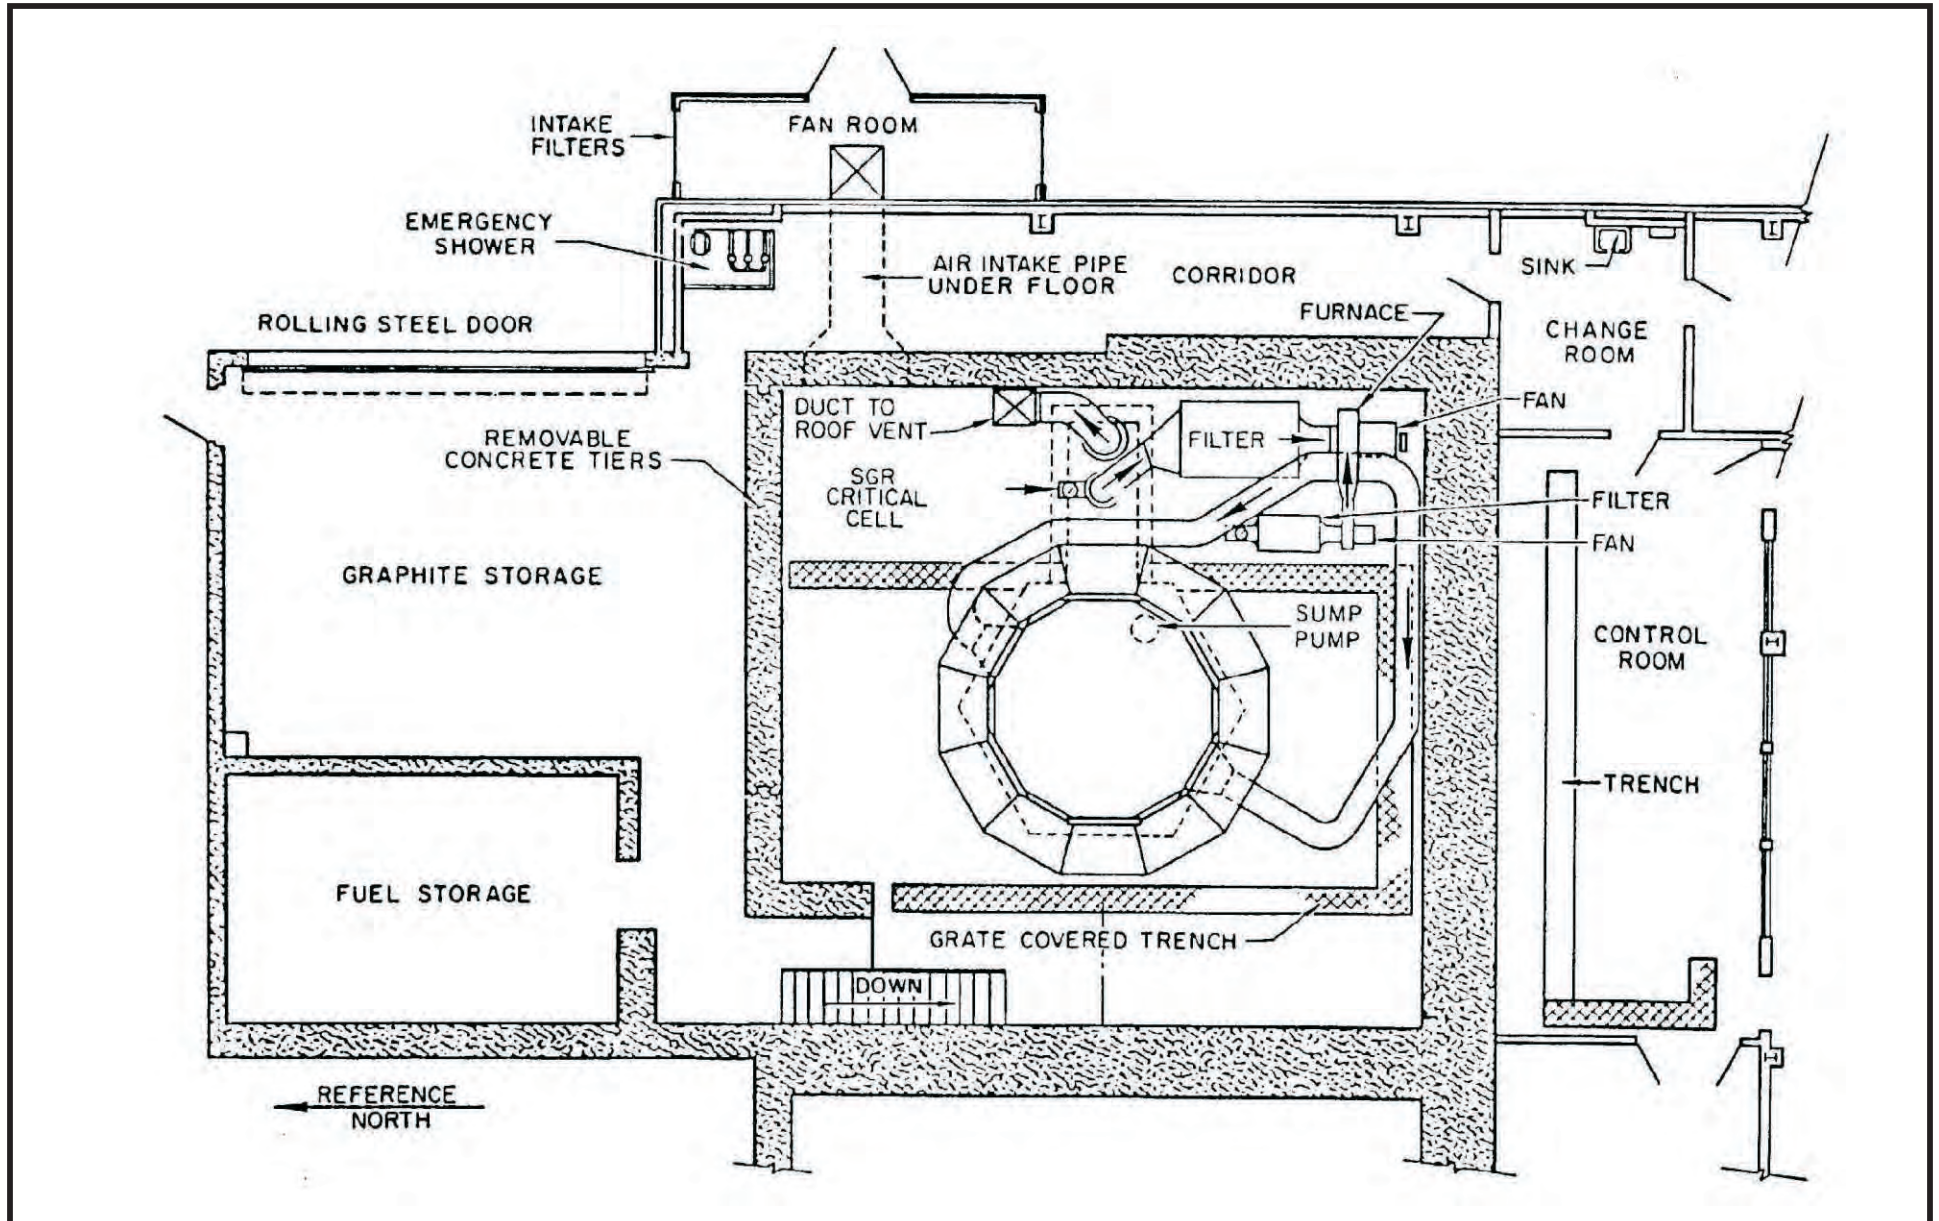 INTAKE
FILTERS
FAN ROOM
EMERGENCY
SHOWER
AIR INTAKE PIPE
UNDER FLOOR
CORRIDOR
SINK
ROLLING STEEL DOOR
FURNACE
CHANGE
ROOM
DUCT TO
ROOF VENT
FILTER
FAN
REMOVABLE
CONCRETE TIERS
SGR
CRITICAL
CELL
FILTER
FAN
GRAPHITE STORAGE
SUMP
PUMP
CONTROL
ROOM
TRENCH
FUEL STORAGE
GRATE COVERED TRENCH
DOWN
REFERENCE
NORTH